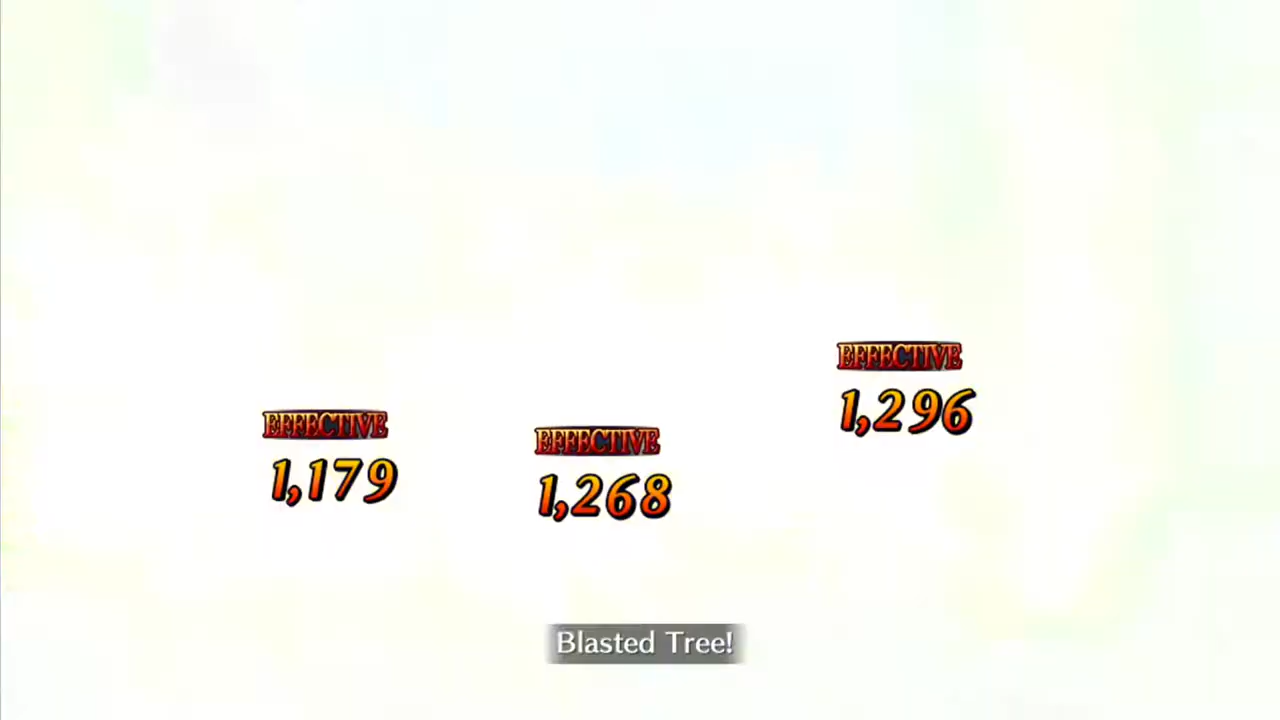 EFFECTIVE
1,296
EFFECTIVE
1,179
EFFECTIVE
1,268
Blasted Tree!